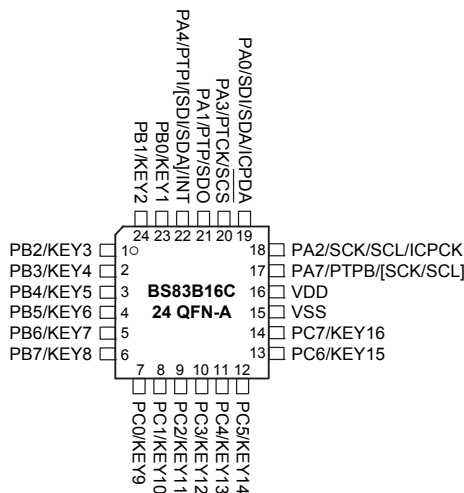 PB1/KEY2
PB0/KEY1
PA4/PTPI/[SDI/SDA]/INT
PA1/PTP/SDO
PA3/PTCK/SCS
PA0/SDI/SDA/ICPDA
24 23 22 21 20 19
PB2/KEY3 1
PB3/KEY4 2
PB4/KEY5 3
PB5/KEY6 4
PB6/KEY7 5
PB7/KEY8 6
BS83B16C
24 QFN-A
18 PA2/SCK/SCL/ICPCK
17 PA7/PTPB/[SCK/SCL]
16 VDD
15 VSS
14 PC7/KEY16
13 PC6/KEY15
7 8 9 10 11 12
PC0/KEY9
PC1/KEY10
PC2/KEY11
PC3/KEY12
PC4/KEY13
PC5/KEY14